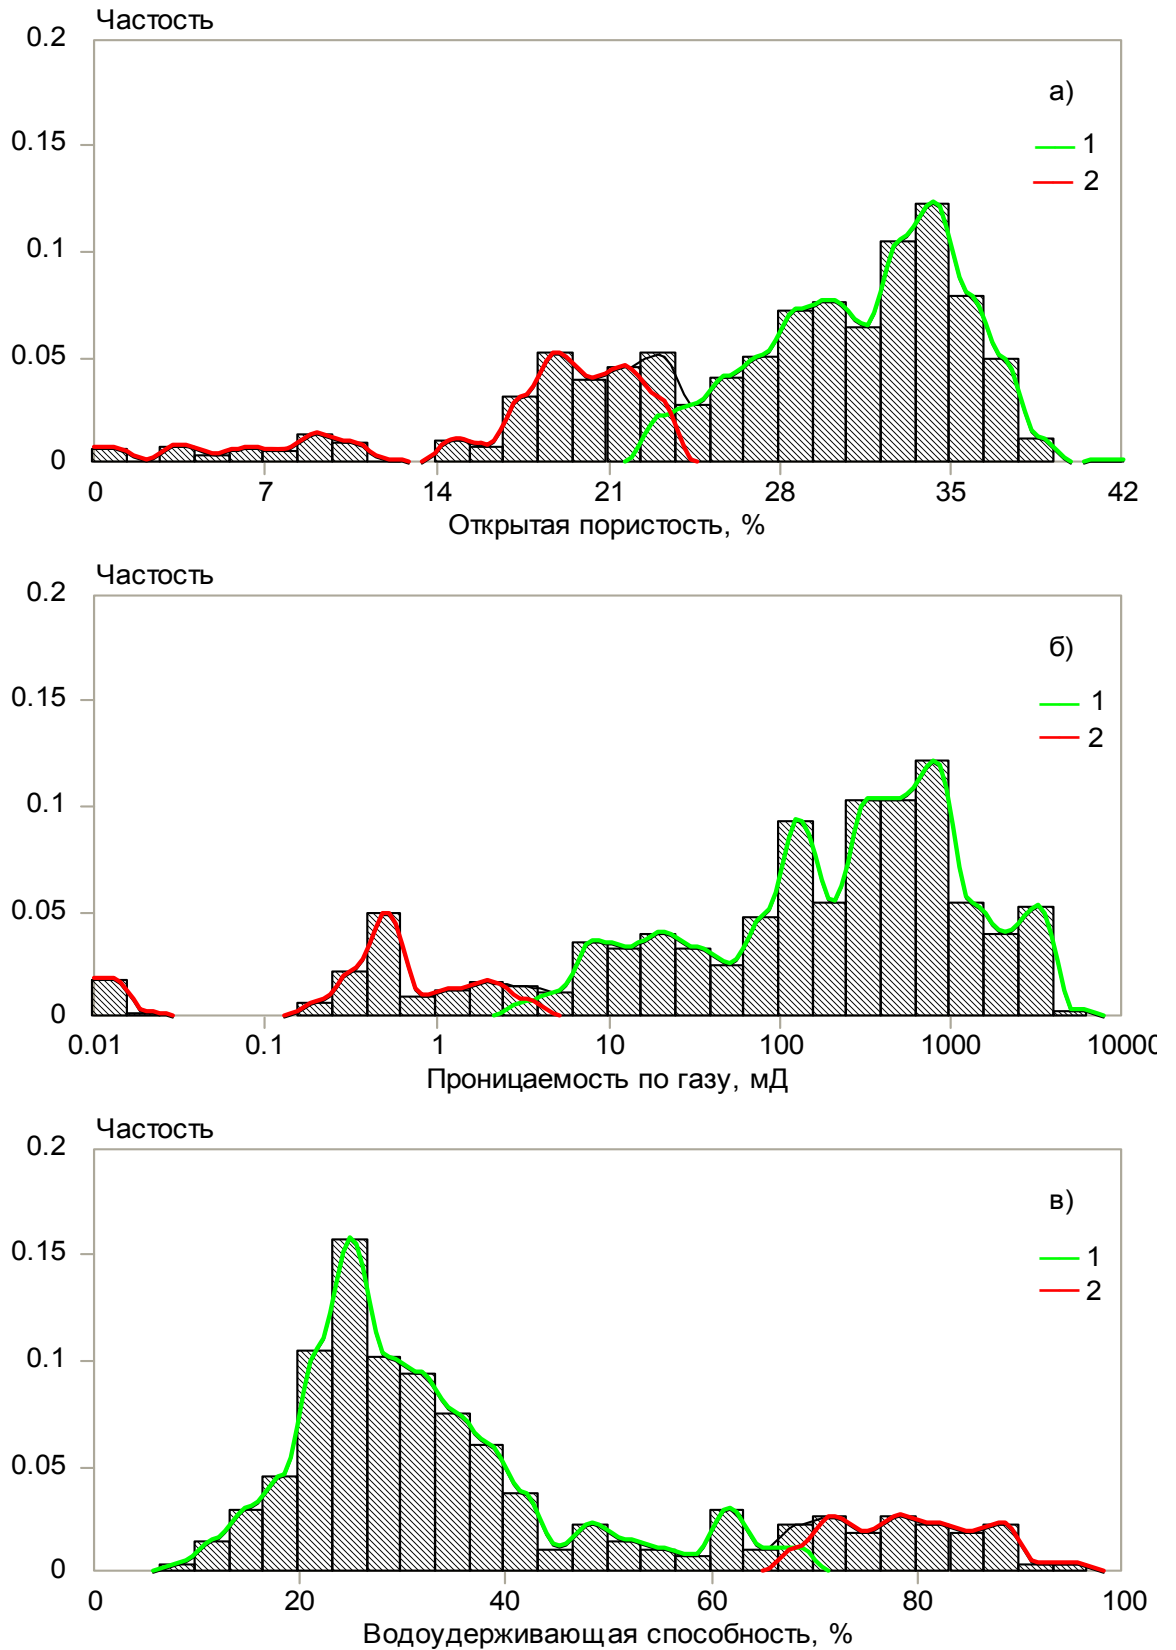 Частость
0.2
а)
0.15
1
2
0.1
0.05
0
0 7 14 21 28 35 42
Открытая пористость, %
Частость
0.2
б)
0.15
1
2
0.1
0.05
0
0.01 0.1 1 10 100 1000 10000
Проницаемость по газу, мД
Частость
0.2
в)
0.15
1
2
0.1
0.05
0
0 20 40 60 80 100
Водоудерживающая способность, %